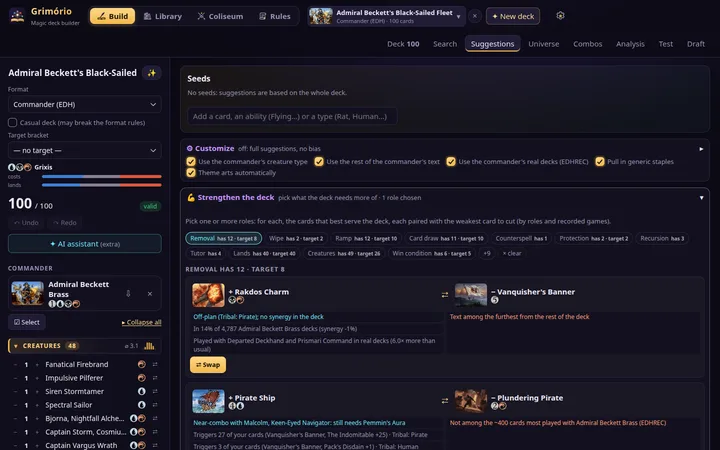 Grimório
Magic deck builder
Build
Library
Coliseum
Rules
Admiral Beckett's Black-Sailed Fleet
Commander (EDH) · 100 cards
+ New deck
Deck 100
Search
Suggestions
Universe
Combos
Analysis
Test
Draft
Admiral Beckett's Black-Sailed
Format
Commander (EDH)
Casual deck (may break the format rules)
Target bracket
— no target —
Grixis
costs
lands
100 / 100
valid
Undo
Redo
AI assistant (extra)
COMMANDER
Admiral Beckett
Brass
Select
Collapse all
CREATURES 48
⌀ 3.1
− 1 + Fanatical Firebrand
− 1 + Impulsive Pilferer
− 1 + Siren Stormtamer
− 1 + Spectral Sailor
− 1 + Bjorna, Nightfall Alche...
− 1 + Captain Storm, Cosmiu...
− 1 + Captain Vargus Wrath
Seeds
No seeds: suggestions are based on the whole deck.
Add a card, an ability (Flying...) or a type (Rat, Human...)
Customize off: full suggestions, no bias
Use the commander's creature type
Use the rest of the commander's text
Use the commander's real decks (EDHREC)
Pull in generic staples
Theme arts automatically
Strengthen the deck pick what the deck needs more of · 1 role chosen
Pick one or more roles: for each, the cards that best serve the deck, each paired with the weakest card to cut (by roles and recorded games).
Removal has 12 · target 8
Wipe has 2 · target 2
Ramp has 12 · target 10
Card draw has 11 · target 10
Counterspell has 1
Protection has 2 · target 2
Recursion has 3
Tutor has 4
Lands has 40 · target 40
Creatures has 49 · target 26
Win condition has 6 · target 5
+9
× clear
REMOVAL HAS 12 · TARGET 8
+ Rakdos Charm
− Vanquisher's Banner
5
Off-plan (Tribal: Pirate); no synergy in the deck
Text among the furthest from the rest of the deck
In 14% of 4,787 Admiral Beckett Brass decks (synergy -1%)
Played with Departed Deckhand and Prismari Command in real decks (6.0× more than
usual)
Swap
+ Pirate Ship
− Plundering Pirate
Near-combo with Malcolm, Keen-Eyed Navigator: still needs Pemmin's Aura
Not among the ~400 cards most played with Admiral Beckett Brass (EDHREC)
Triggers 27 of your cards (Vanquisher's Banner, The Indomitable +25) · Tribal: Pirate
Triggers 3 of your cards (Vanquisher's Banner, Pack's Disdain +1) · Tribal: Human